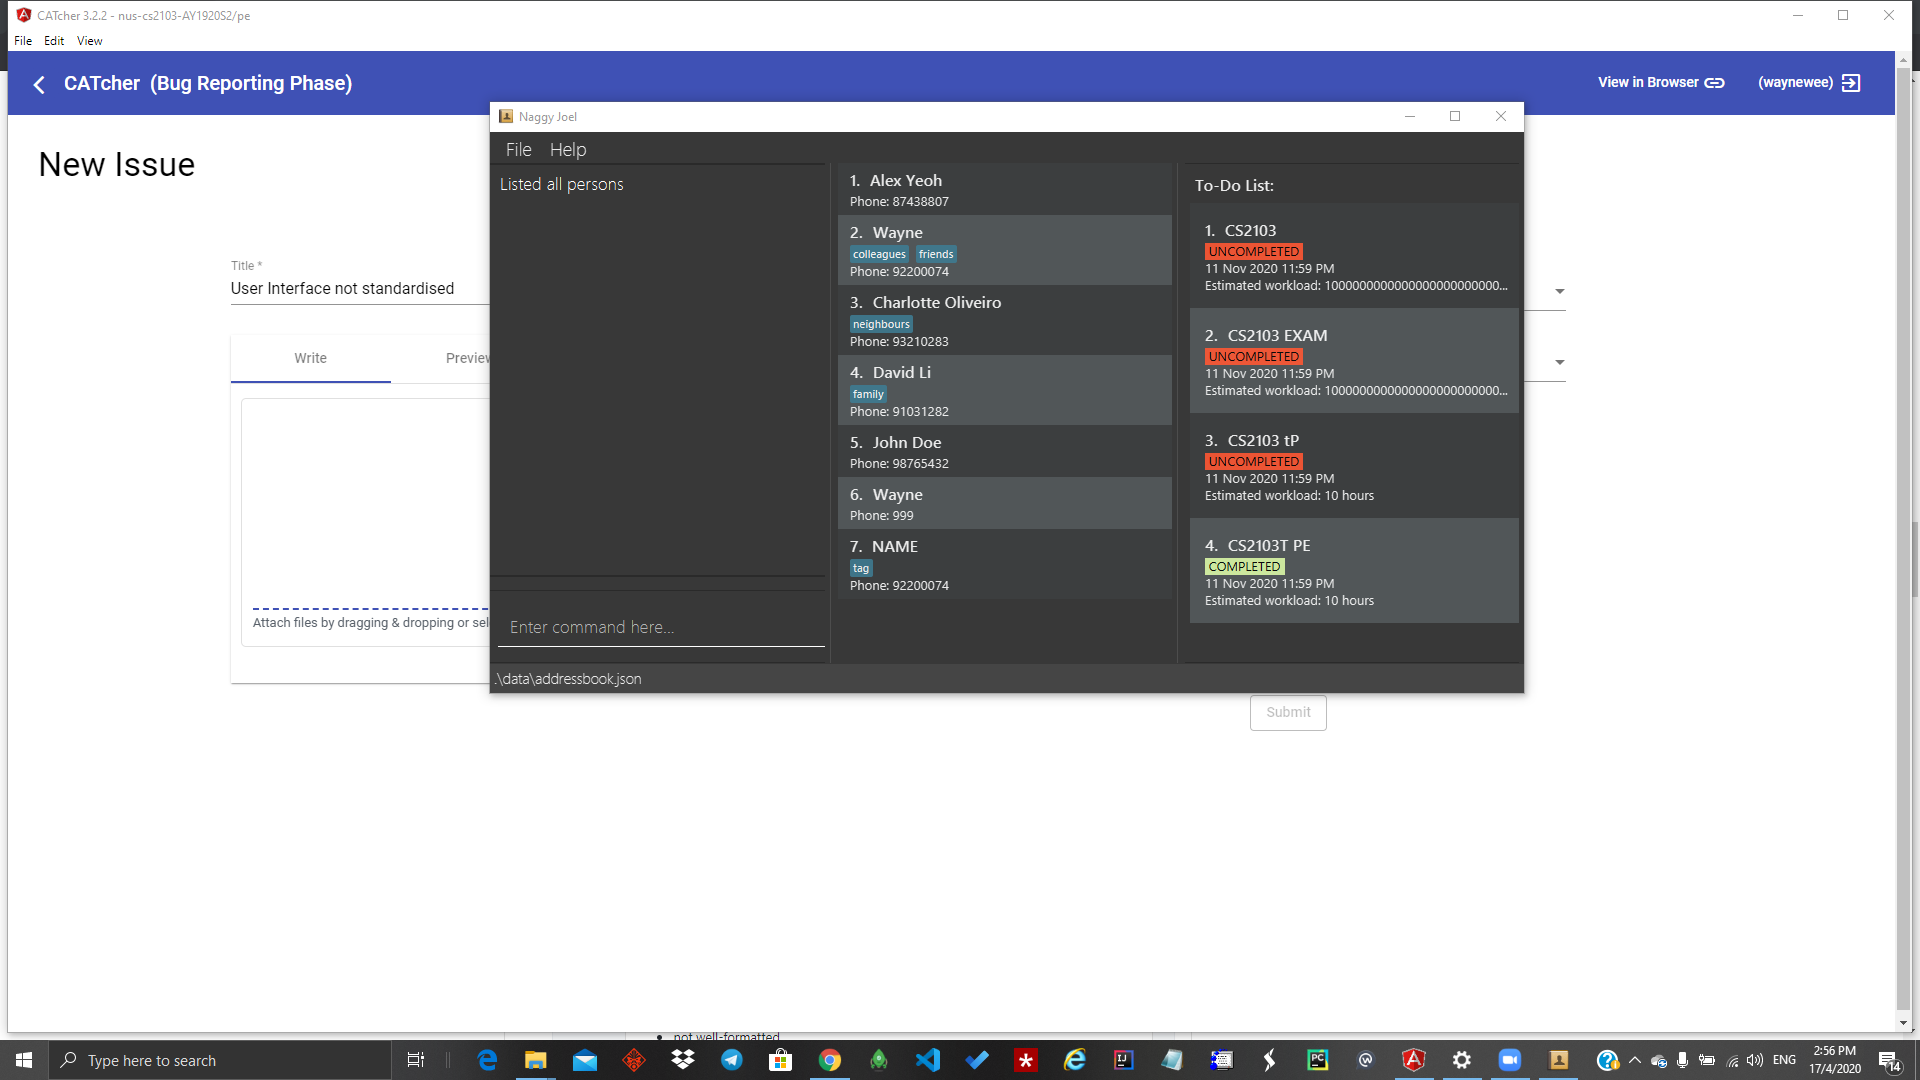 CATcher 3.2.2 - nus-cs2103-AY1920S2/pe
File Edit View
CATcher (Bug Reporting Phase)
View in Browser
(waynewee)
New Issue
Title *
User Interface not standardised
Write
Preview
Attach files by dragging & dropping or sel
Submit
Naggy Joel
File Help
Listed all persons
Enter command here...
.\data\addressbook.json
1. Alex Yeoh
Phone: 87438807
2. Wayne
colleagues friends
Phone: 92200074
3. Charlotte Oliveiro
neighbours
Phone: 93210283
4. David Li
family
Phone: 91031282
5. John Doe
Phone: 98765432
6. Wayne
Phone: 999
7. NAME
tag
Phone: 92200074
To-Do List:
1. CS2103
UNCOMPLETED
11 Nov 2020 11:59 PM
Estimated workload: 1000000000000000000000000...
2. CS2103 EXAM
UNCOMPLETED
11 Nov 2020 11:59 PM
Estimated workload: 1000000000000000000000000...
3. CS2103 tP
UNCOMPLETED
11 Nov 2020 11:59 PM
Estimated workload: 10 hours
4. CS2103T PE
COMPLETED
11 Nov 2020 11:59 PM
Estimated workload: 10 hours
not well-formatted
Type here to search
ENG
2:56 PM
17/4/2020
14